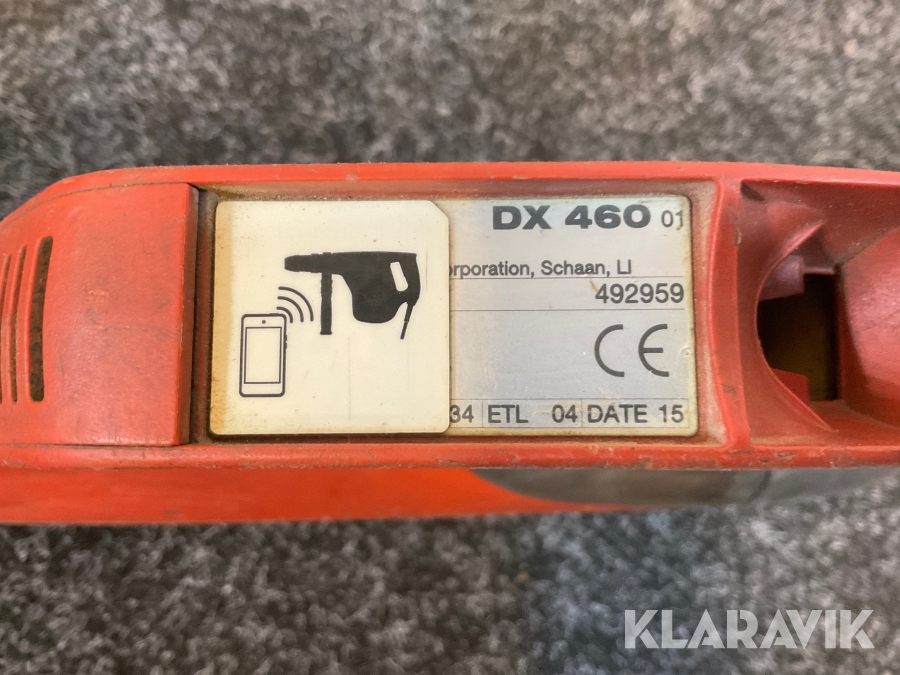 DX 460 01
orporation, Schaan, LI
492959
CE
34 ETL 04 DATE 15
KLARAVIK